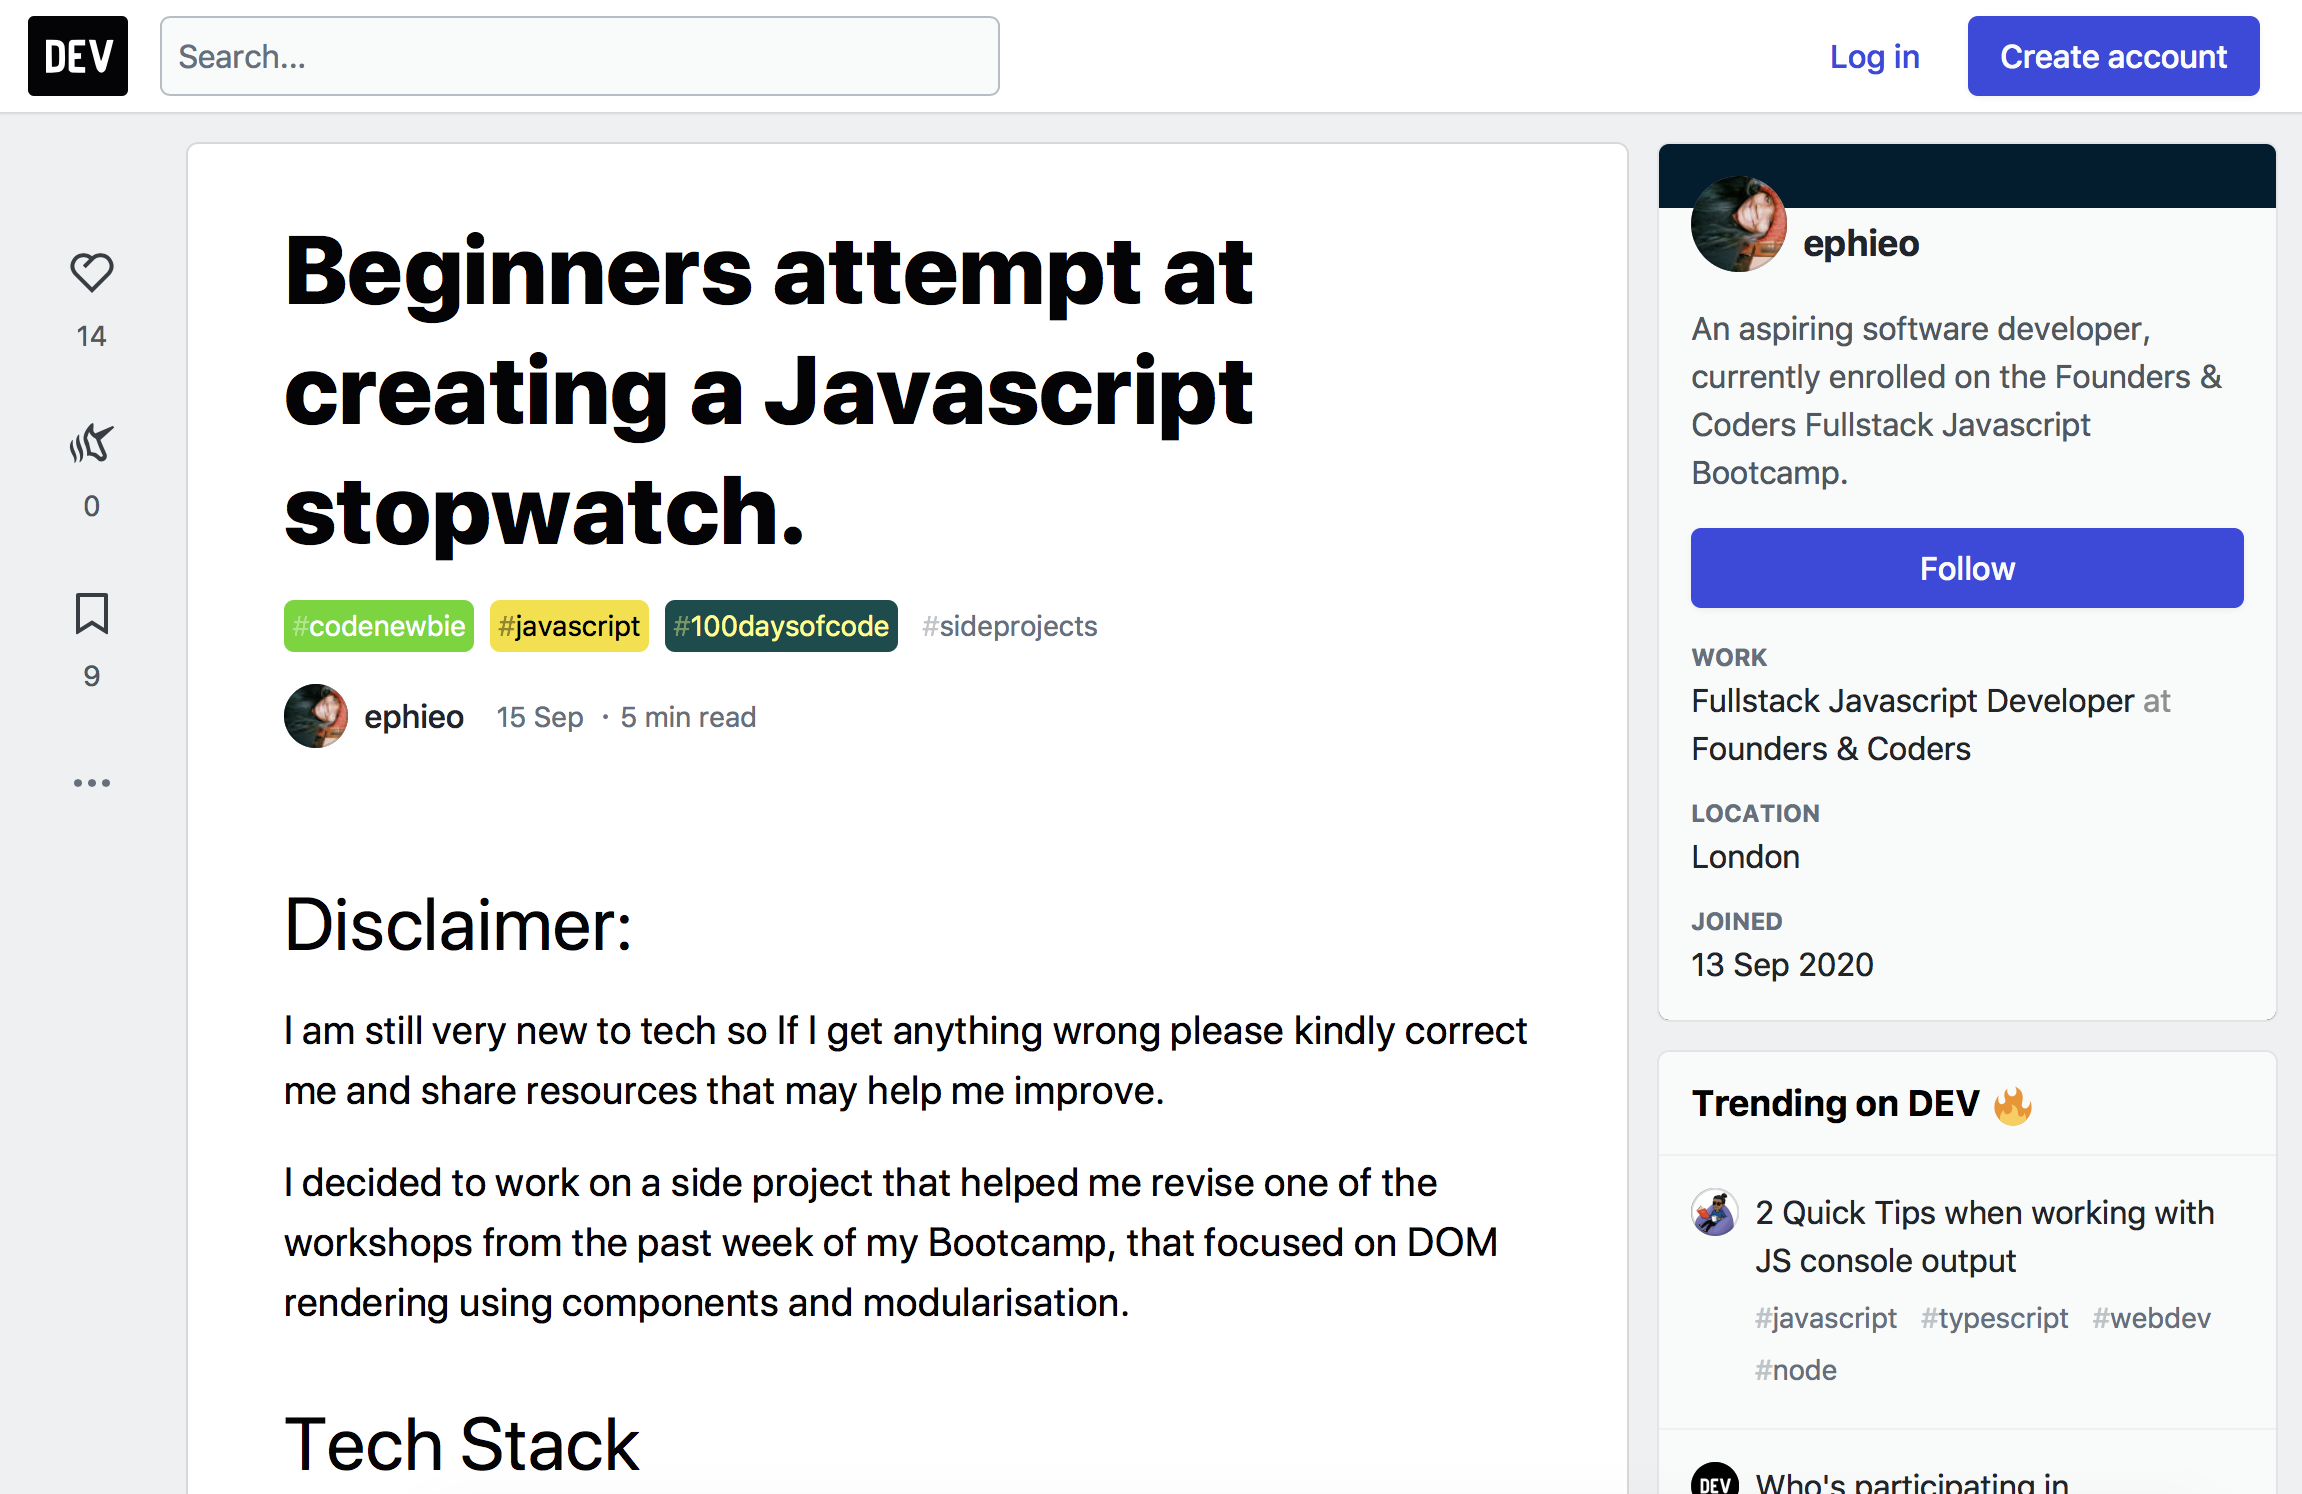 DEV
Search...
Log in
Create account
14
0
9
Beginners attempt at
creating a Javascript
stopwatch.
#codenewbie #javascript #100daysofcode #sideprojects
ephieo 15 Sep · 5 min read
Disclaimer:
I am still very new to tech so If I get anything wrong please kindly correct
me and share resources that may help me improve.
I decided to work on a side project that helped me revise one of the
workshops from the past week of my Bootcamp, that focused on DOM
rendering using components and modularisation.
Tech Stack
ephieo
An aspiring software developer,
currently enrolled on the Founders &
Coders Fullstack Javascript
Bootcamp.
Follow
WORK
Fullstack Javascript Developer at
Founders & Coders
LOCATION
London
JOINED
13 Sep 2020
Trending on DEV 🔥
2 Quick Tips when working with
JS console output
#javascript #typescript #webdev
#node
DEV
Who's participating in